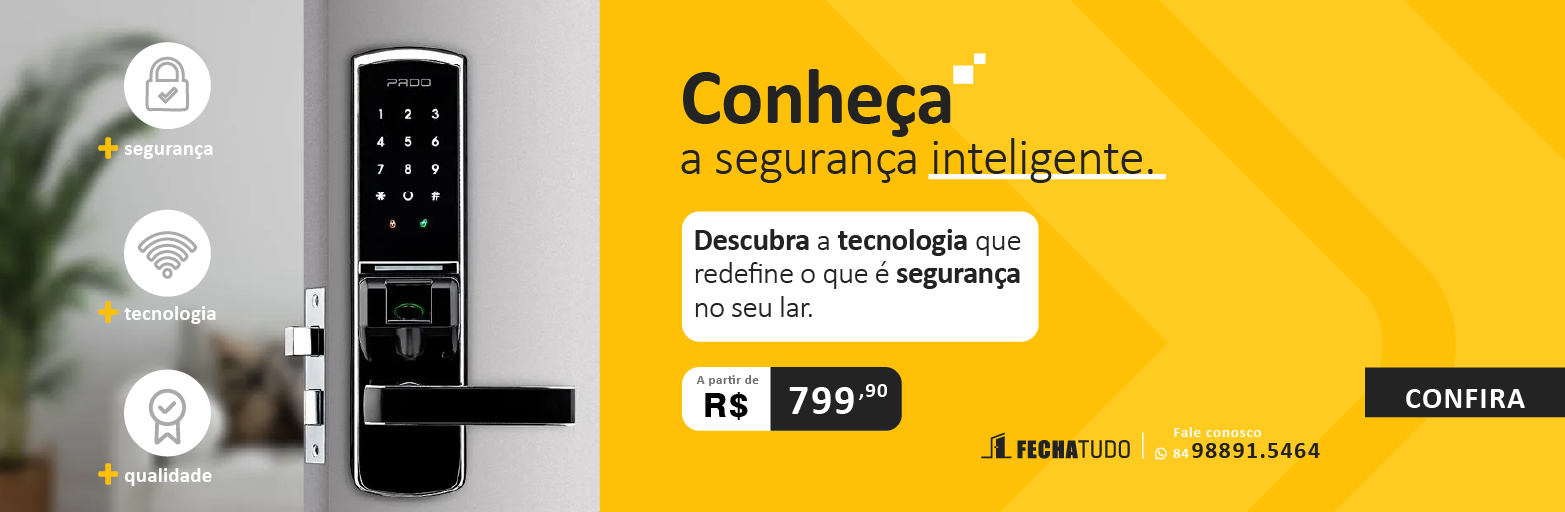 + segurança
+ tecnologia
+ qualidade
PADO
1 2 3
4 5 6
7 8 9
* #
Conheça
a segurança inteligente.
Descubra a tecnologia que
redefine o que é segurança
no seu lar.
A partir de
R$ 799,90
FECHATUDO
Fale conosco
84 98891.5464
CONFIRA